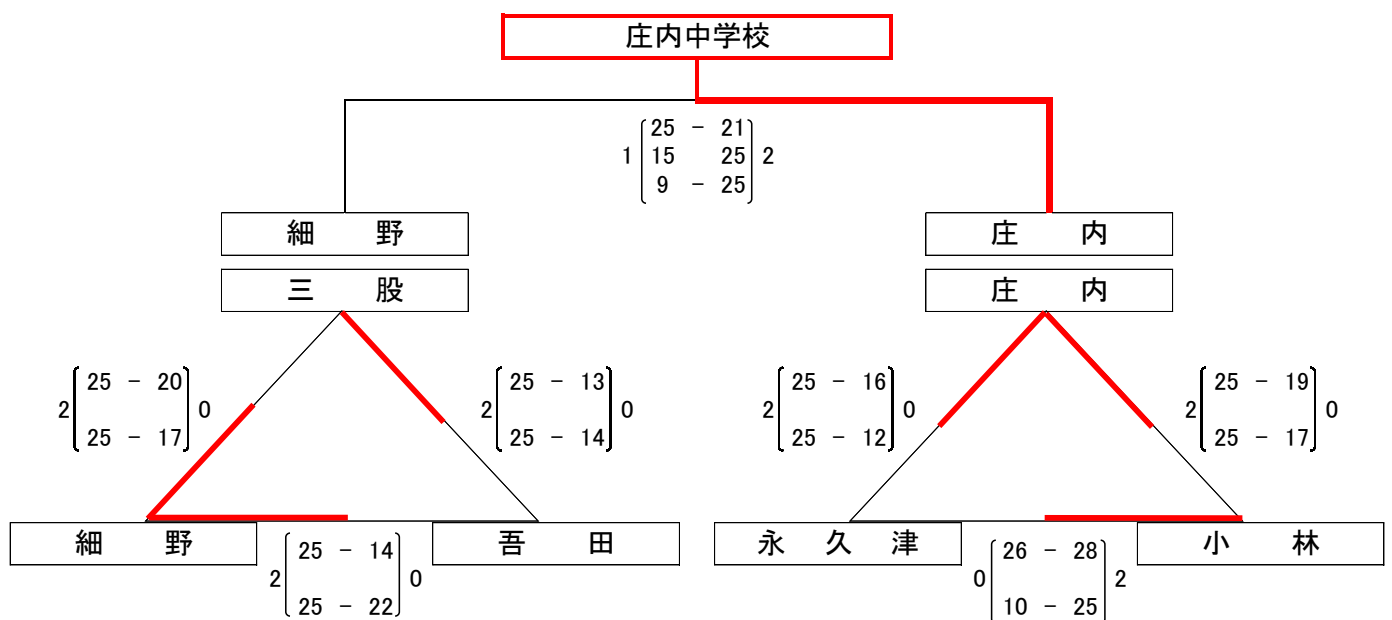 庄内中学校
25 － 21
1 15 25 2
9 － 25
細 野
庄 内
三 股
庄 内
25 － 20
2 0
25 － 17
25 － 13
2 0
25 － 14
25 － 16
2 0
25 － 12
25 － 19
2 0
25 － 17
細 野
吾 田
永 久 津
小 林
25 － 14
2 0
25 － 22
26 － 28
0 2
10 － 25